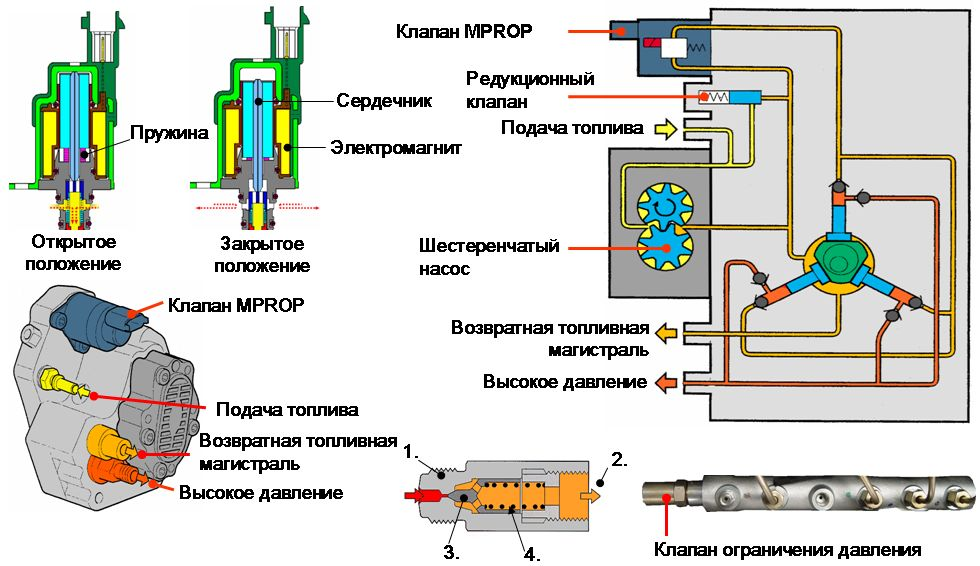 Пружина
Сердечник
Электромагнит
Открытое
положение
Закрытое
положение
Клапан MPROP
Редукционный
клапан
Подача топлива
Шестеренчатый
насос
Возвратная топливная
магистраль
Высокое давление
Клапан MPROP
Подача топлива
Возвратная топливная
магистраль
Высокое давление
1.
2.
3.
4.
Клапан ограничения давления